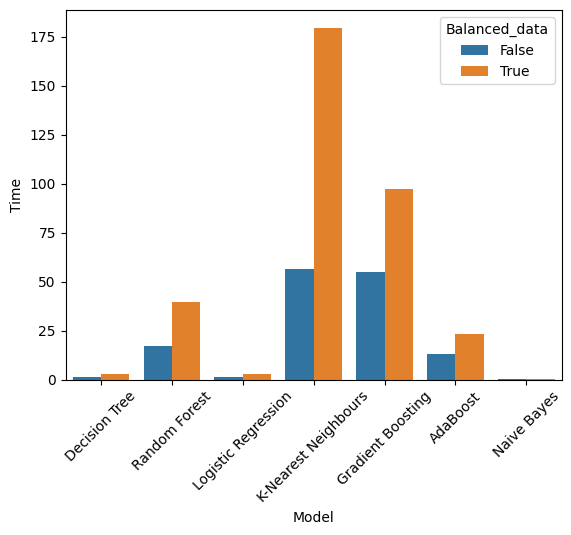 Balanced_data
False
True
Time
175
150
125
100
75
50
25
0
Decision Tree
Random Forest
Logistic Regression
K-Nearest Neighbours
Gradient Boosting
AdaBoost
Naive Bayes
Model